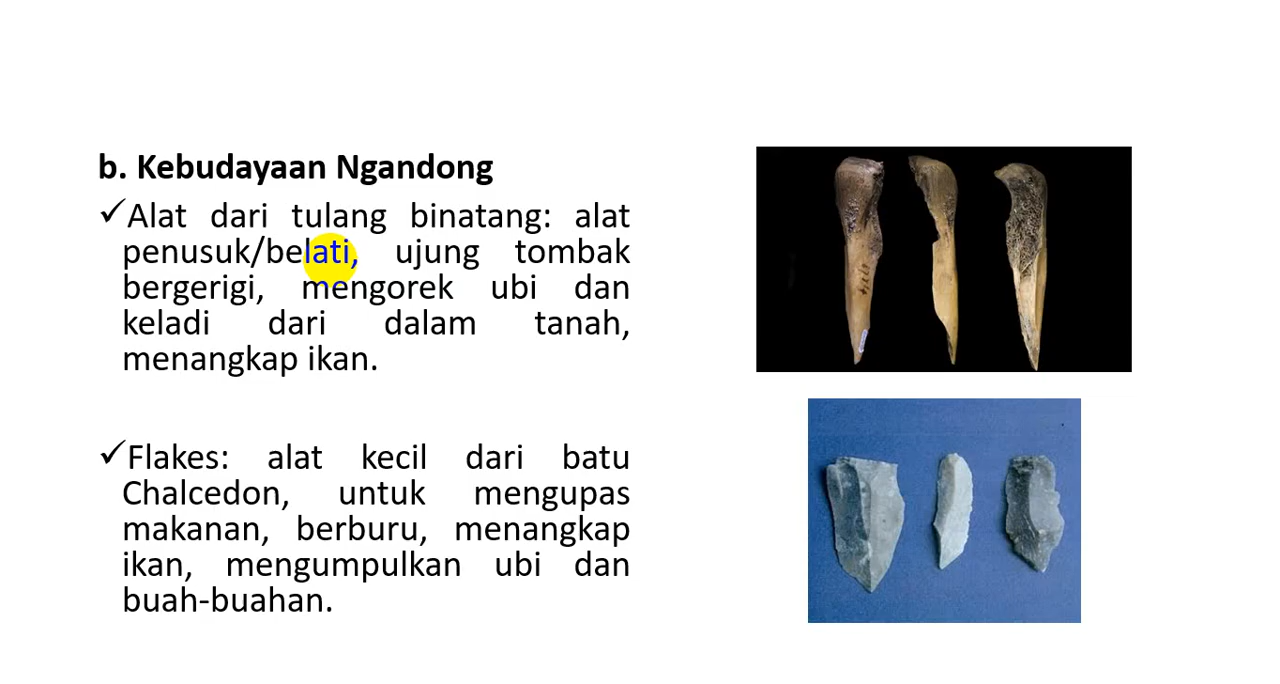 b. Kebudayaan Ngandong
✓Alat dari tulang binatang: alat
penusuk/belati, ujung tombak
bergerigi, mengorek ubi dan
keladi dari dalam tanah,
menangkap ikan.
✓Flakes: alat kecil dari batu
Chalcedon, untuk mengupas
makanan, berburu, menangkap
ikan, mengumpulkan ubi dan
buah-buahan.